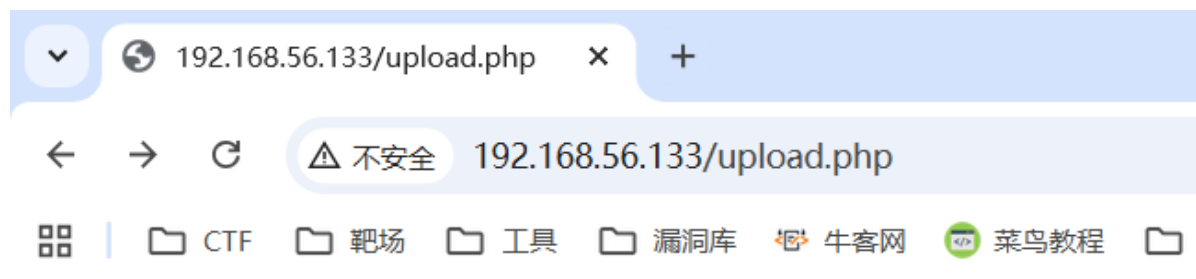 192.168.56.133/upload.php
不安全 192.168.56.133/upload.php
CTF 靶场 工具 漏洞库 牛客网 菜鸟教程